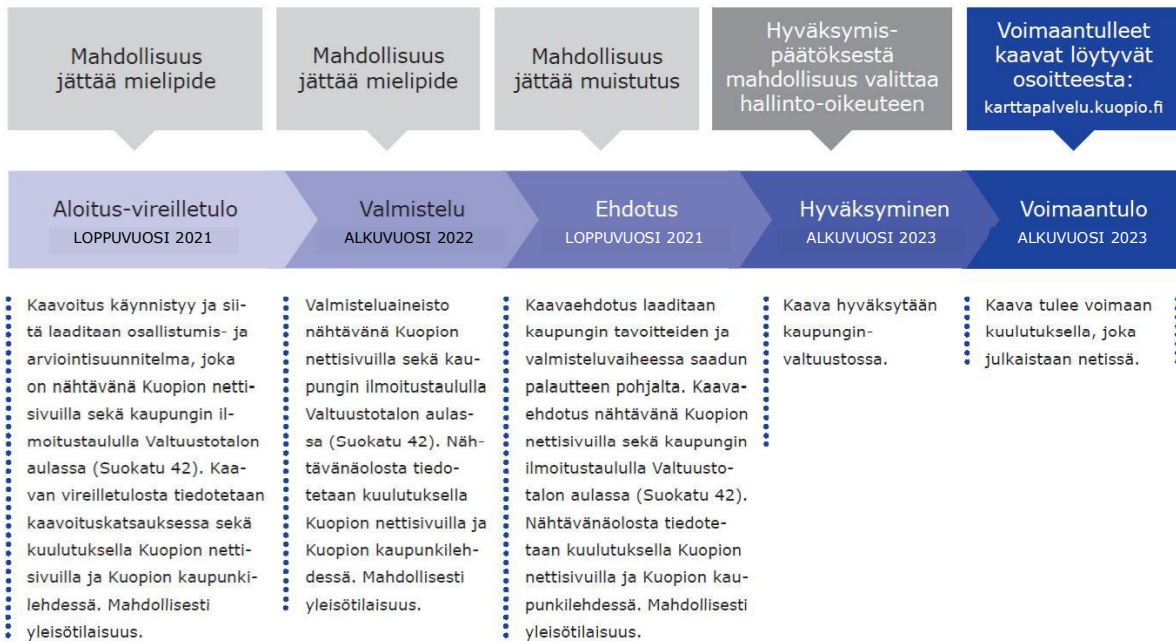 Mahdollisuus
jättää mielipide
Mahdollisuus
jättää mielipide
Mahdollisuus
jättää muistutus
Hyväksymis-
päätöksestä
mahdollisuus valittaa
hallinto-oikeuteen
Voimaantulleet
kaavat löytyvät
osoitteesta:
karttapalvelu.kuopio.fi
Aloitus-vireilletulo
LOPPUVUOSI 2021
Valmistelu
ALKUVUOSI 2022
Ehdotus
LOPPUVUOSI 2021
Hyväksyminen
ALKUVUOSI 2023
Voimaantulo
ALKUVUOSI 2023
Kaavoitus käynnistyy ja sii-
tä laaditaan osallistumis- ja
arviointisuunnitelma, joka
on nähtävänä Kuopion netti-
sivuilla sekä kaupungin il-
moitustaululla Valtuustotalon
aulassa (Suokatu 42). Kaa-
van vireilletulosta tiedotetaan
kaavoituskatsauksessa sekä
kuulutuksella Kuopion netti-
sivuilla ja Kuopion kaupunki-
lehdessä. Mahdollisesti
yleisötilaisuus.
Valmisteluaineisto
nähtävänä Kuopion
nettisivuilla sekä kau-
pungin ilmoitustaululla
Valtuustotalon aulas-
sa (Suokatu 42). Näh-
tävänäolosta tiedo-
tetaan kuulutuksella
Kuopion nettisivuilla ja
Kuopion kaupunkileh-
dessä. Mahdollisesti
yleisötilaisuus.
Kaavaehdotus laaditaan
kaupungin tavoitteiden ja
valmisteluvaiheessa saadun
palautteen pohjalta. Kaava-
ehdotus nähtävänä Kuopion
nettisivuilla sekä kaupungin
ilmoitustaululla Valtuusto-
talon aulassa (Suokatu 42).
Nähtävänäolosta tiedote-
taan kuulutuksella Kuopion
nettisivuilla ja Kuopion kau-
punkilehdessä. Mahdollisesti
yleisötilaisuus.
Kaava hyväksytään
kaupungin-
valtuustossa.
Kaava tulee voimaan
kuulutuksella, joka
julkaistaan netissä.